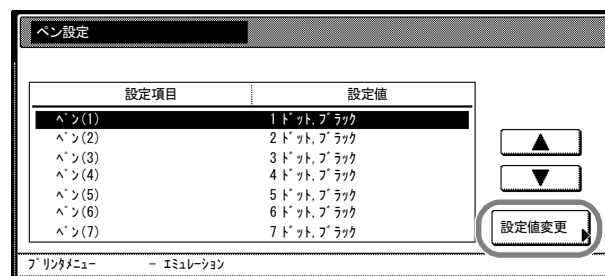 ペン設定
設定項目 設定値
ﾍﾟﾝ(1) 1 ﾄﾞｯﾄ,ﾌﾞﾗｯｸ
ﾍﾟﾝ(2) 2 ﾄﾞｯﾄ,ﾌﾞﾗｯｸ
ﾍﾟﾝ(3) 3 ﾄﾞｯﾄ,ﾌﾞﾗｯｸ
ﾍﾟﾝ(4) 4 ﾄﾞｯﾄ,ﾌﾞﾗｯｸ
ﾍﾟﾝ(5) 5 ﾄﾞｯﾄ,ﾌﾞﾗｯｸ
ﾍﾟﾝ(6) 6 ﾄﾞｯﾄ,ﾌﾞﾗｯｸ
ﾍﾟﾝ(7) 7 ﾄﾞｯﾄ,ﾌﾞﾗｯｸ
設定値変更
ﾌﾟﾘﾝﾀﾒﾆｭｰ － ｴﾐｭﾚｰｼｮﾝ